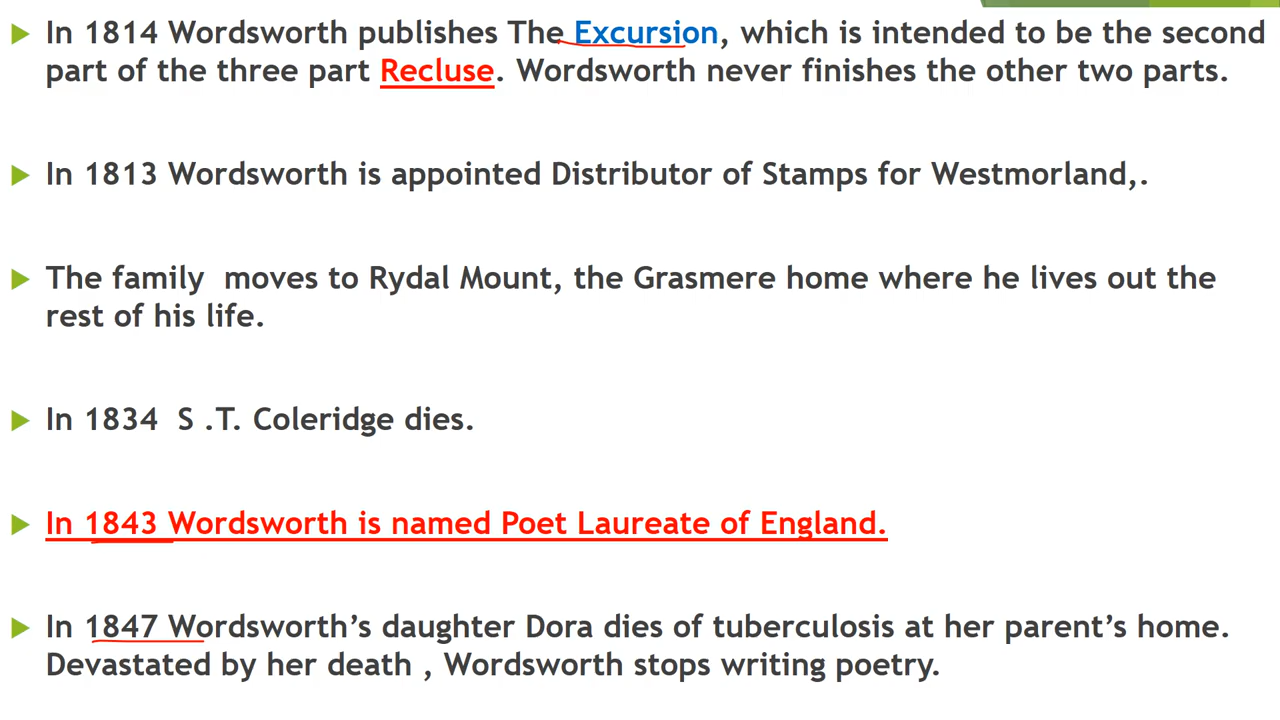 In 1814 Wordsworth publishes The Excursion, which is intended to be the second
part of the three part Recluse. Wordsworth never finishes the other two parts.
In 1813 Wordsworth is appointed Distributor of Stamps for Westmorland,.
The family  moves to Rydal Mount, the Grasmere home where he lives out the
rest of his life.
In 1834  S .T. Coleridge dies.
In 1843 Wordsworth is named Poet Laureate of England.
In 1847 Wordsworth’s daughter Dora dies of tuberculosis at her parent’s home.
Devastated by her death , Wordsworth stops writing poetry.